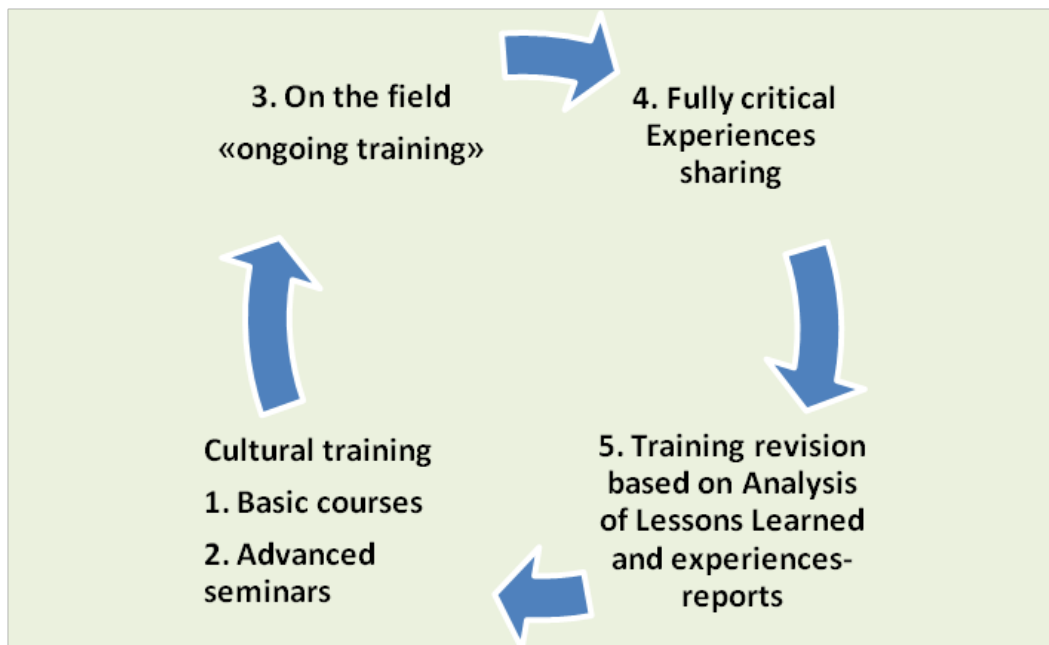 3. On the field
«ongoing training»
4. Fully critical
Experiences
sharing
Cultural training
1. Basic courses
2. Advanced
seminars
5. Training revision
based on Analysis
of Lessons Learned
and experiences-
reports